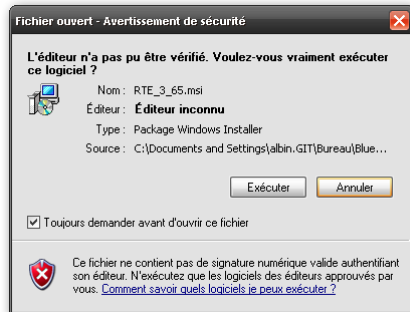 Fichier ouvert - Avertissement de sécurité
L'éditeur n'a pas pu être vérifié. Voulez-vous vraiment exécuter
ce logiciel ?
Nom : RTE_3_65.msi
Éditeur : Éditeur inconnu
Type : Package Windows Installer
Source : C:\Documents and Settings\albin.GIT\Bureau\Blue...
Exécuter Annuler
Toujours demander avant d'ouvrir ce fichier
Ce fichier ne contient pas de signature numérique valide authentifiant
son éditeur. N'exécutez que les logiciels des éditeurs approuvés par
vous. Comment savoir quels logiciels je peux exécuter ?